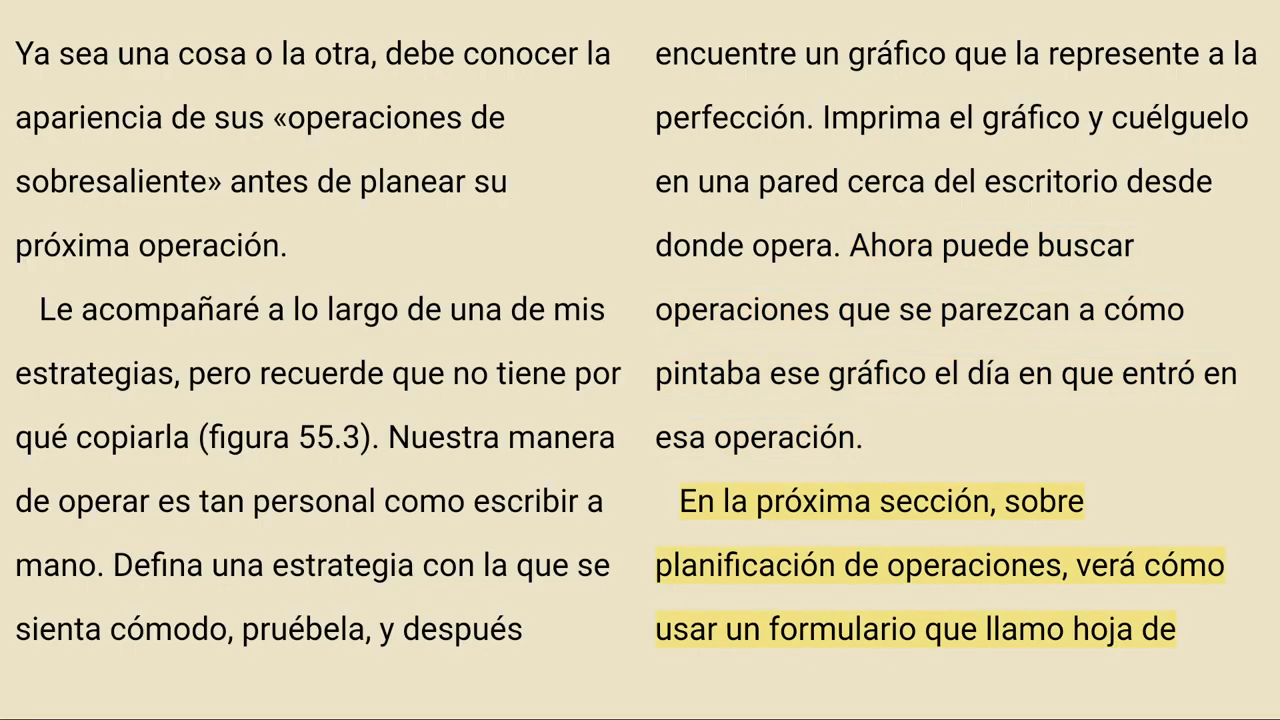 Ya sea una cosa o la otra, debe conocer la
apariencia de sus «operaciones de
sobresaliente» antes de planear su
próxima operación.
Le acompañaré a lo largo de una de mis
estrategias, pero recuerde que no tiene por
qué copiarla (figura 55.3). Nuestra manera
de operar es tan personal como escribir a
mano. Defina una estrategia con la que se
sienta cómodo, pruébela, y después
encuentre un gráfico que la represente a la
perfección. Imprima el gráfico y cuélguelo
en una pared cerca del escritorio desde
donde opera. Ahora puede buscar
operaciones que se parezcan a cómo
pintaba ese gráfico el día en que entró en
esa operación.
En la próxima sección, sobre
planificación de operaciones, verá cómo
usar un formulario que llamo hoja de